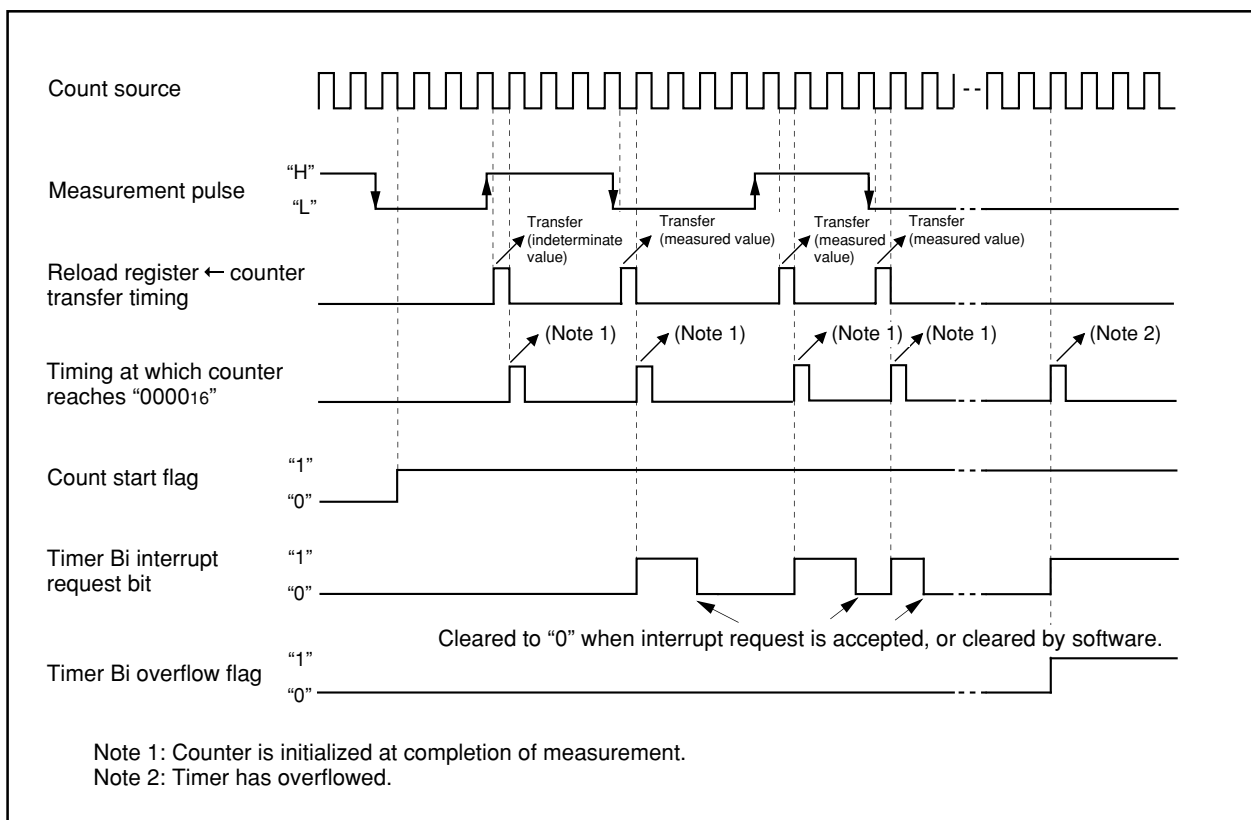 Count source
“H”
Measurement pulse
“L”
Transfer
(indeterminate
value)
Transfer
(measured value)
Transfer
(measured
value)
Transfer
(measured value)
Reload register ← counter
transfer timing
(Note 1)
(Note 1)
(Note 1)
(Note 1)
(Note 2)
Timing at which counter
reaches “000016”
“1”
Count start flag
“0”
Timer Bi interrupt
request bit
“1”
“0”
Cleared to “0” when interrupt request is accepted, or cleared by software.
“1”
Timer Bi overflow flag
“0”
Note 1: Counter is initialized at completion of measurement.
Note 2: Timer has overflowed.